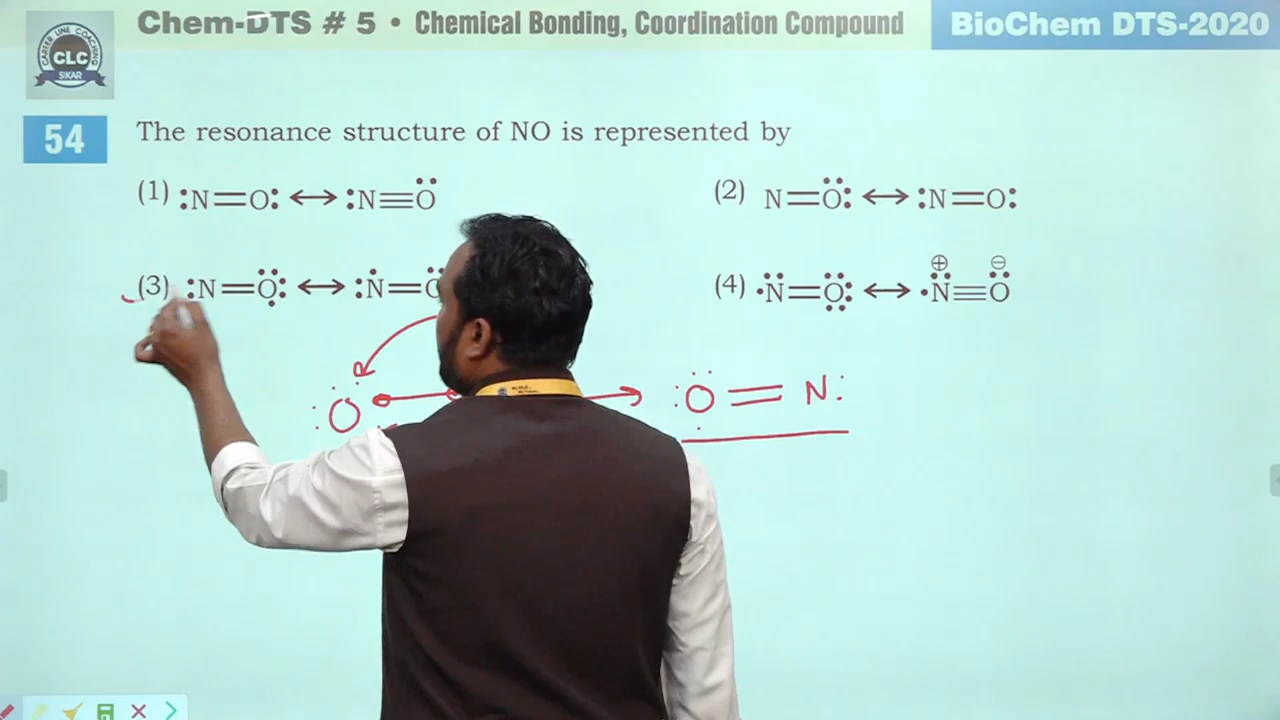 Chem-DTS # 5 • Chemical Bonding, Coordination Compound
BioChem DTS-2020
CAREER LINE COACHING
CLC
SIKAR
54
The resonance structure of NO is represented by
(1) :N=O: ↔ :N≡Ö
(2) N=Ö: ↔ :N=O:
(3) :N=Ọ̈: ↔ :Ṅ=
(4) ·N̈=Ö̤: ↔ ·N̈⊕≡Ö⊖
:Ö
:Ọ̈ = N: